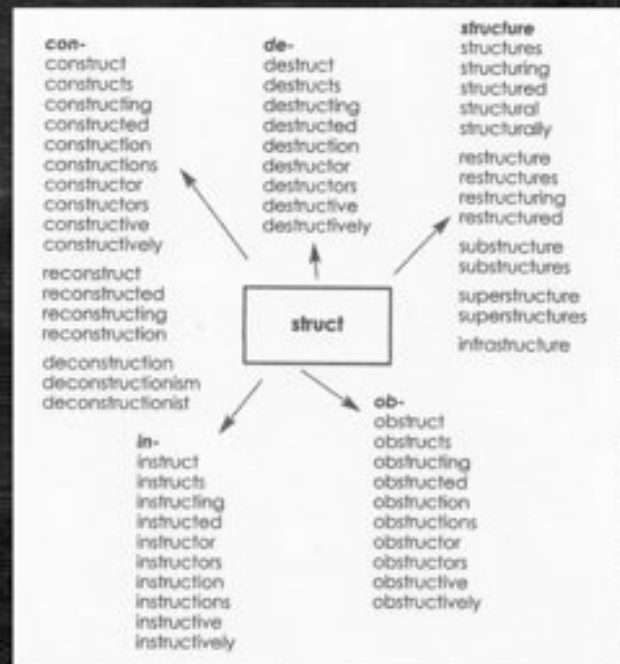 con-
construct
constructs
constructing
constructed
construction
constructions
constructor
constructors
constructive
constructively
reconstruct
reconstructed
reconstructing
reconstruction
deconstruction
deconstructionism
deconstructionist
de-
destruct
destructs
destructing
destructed
destruction
destructor
destructors
destructive
destructively
structure
structures
structuring
structured
structural
structurally
restructure
restructures
restructuring
restructured
substructure
substructures
superstructure
superstructures
infrastructure
struct
in-
instruct
instructs
instructing
instructed
instructor
instructors
instruction
instructions
instructive
instructively
ob-
obstruct
obstructs
obstructing
obstructed
obstruction
obstructions
obstructor
obstructors
obstructive
obstructively